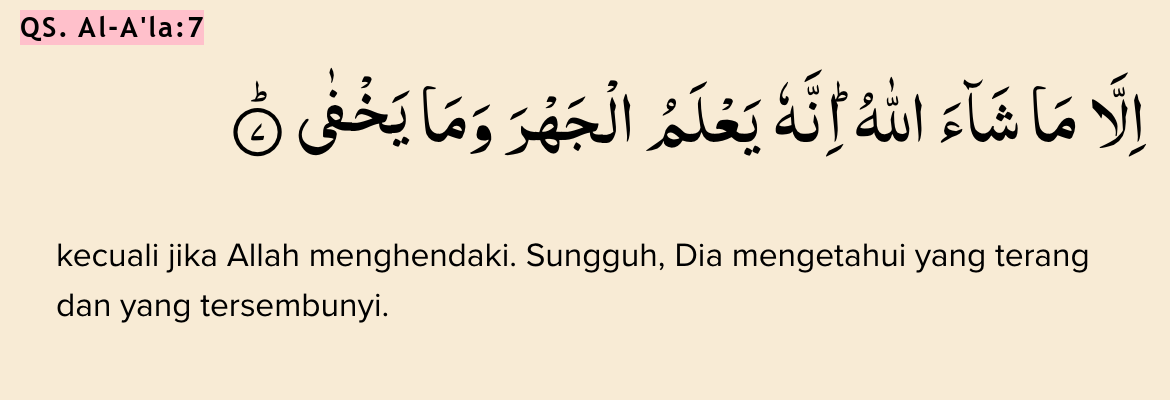 QS. Al-A'la:7
اِلَّا مَا شَاۤءَ اللّٰهُ ۗاِنَّهٗ يَعْلَمُ الْجَهْرَ وَمَا يَخْفٰىۗ ٧
kecuali jika Allah menghendaki. Sungguh, Dia mengetahui yang terang
dan yang tersembunyi.